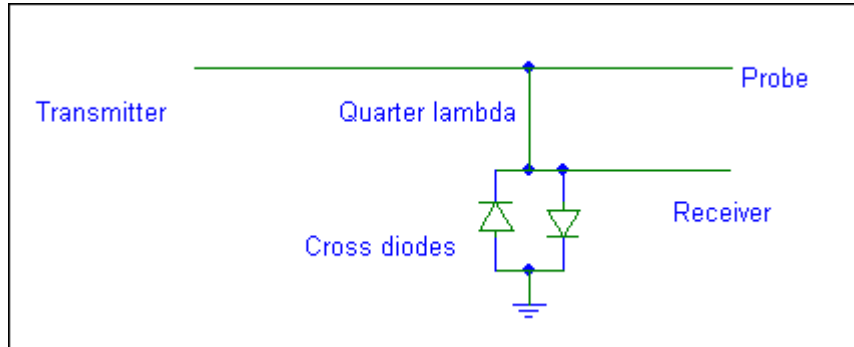 Probe
Transmitter
Quarter lambda
Receiver
Cross diodes